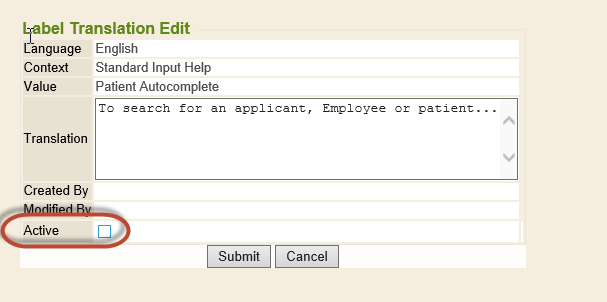 Label Translation Edit
Language English
Context Standard Input Help
Value Patient Autocomplete
Translation To search for an applicant, Employee or patient...
Created By
Modified By
Active
Submit Cancel